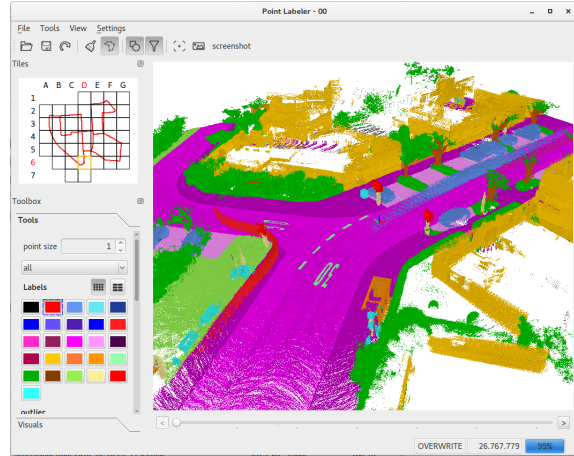 Point Labeler - 00
File Tools View Settings
screenshot
Tiles
A B C D E F G
1
2
3
4
5
6
7
Toolbox
Tools
point size 1
all
Labels
outlier
Visuals
OVERWRITE 26.767.779 99%